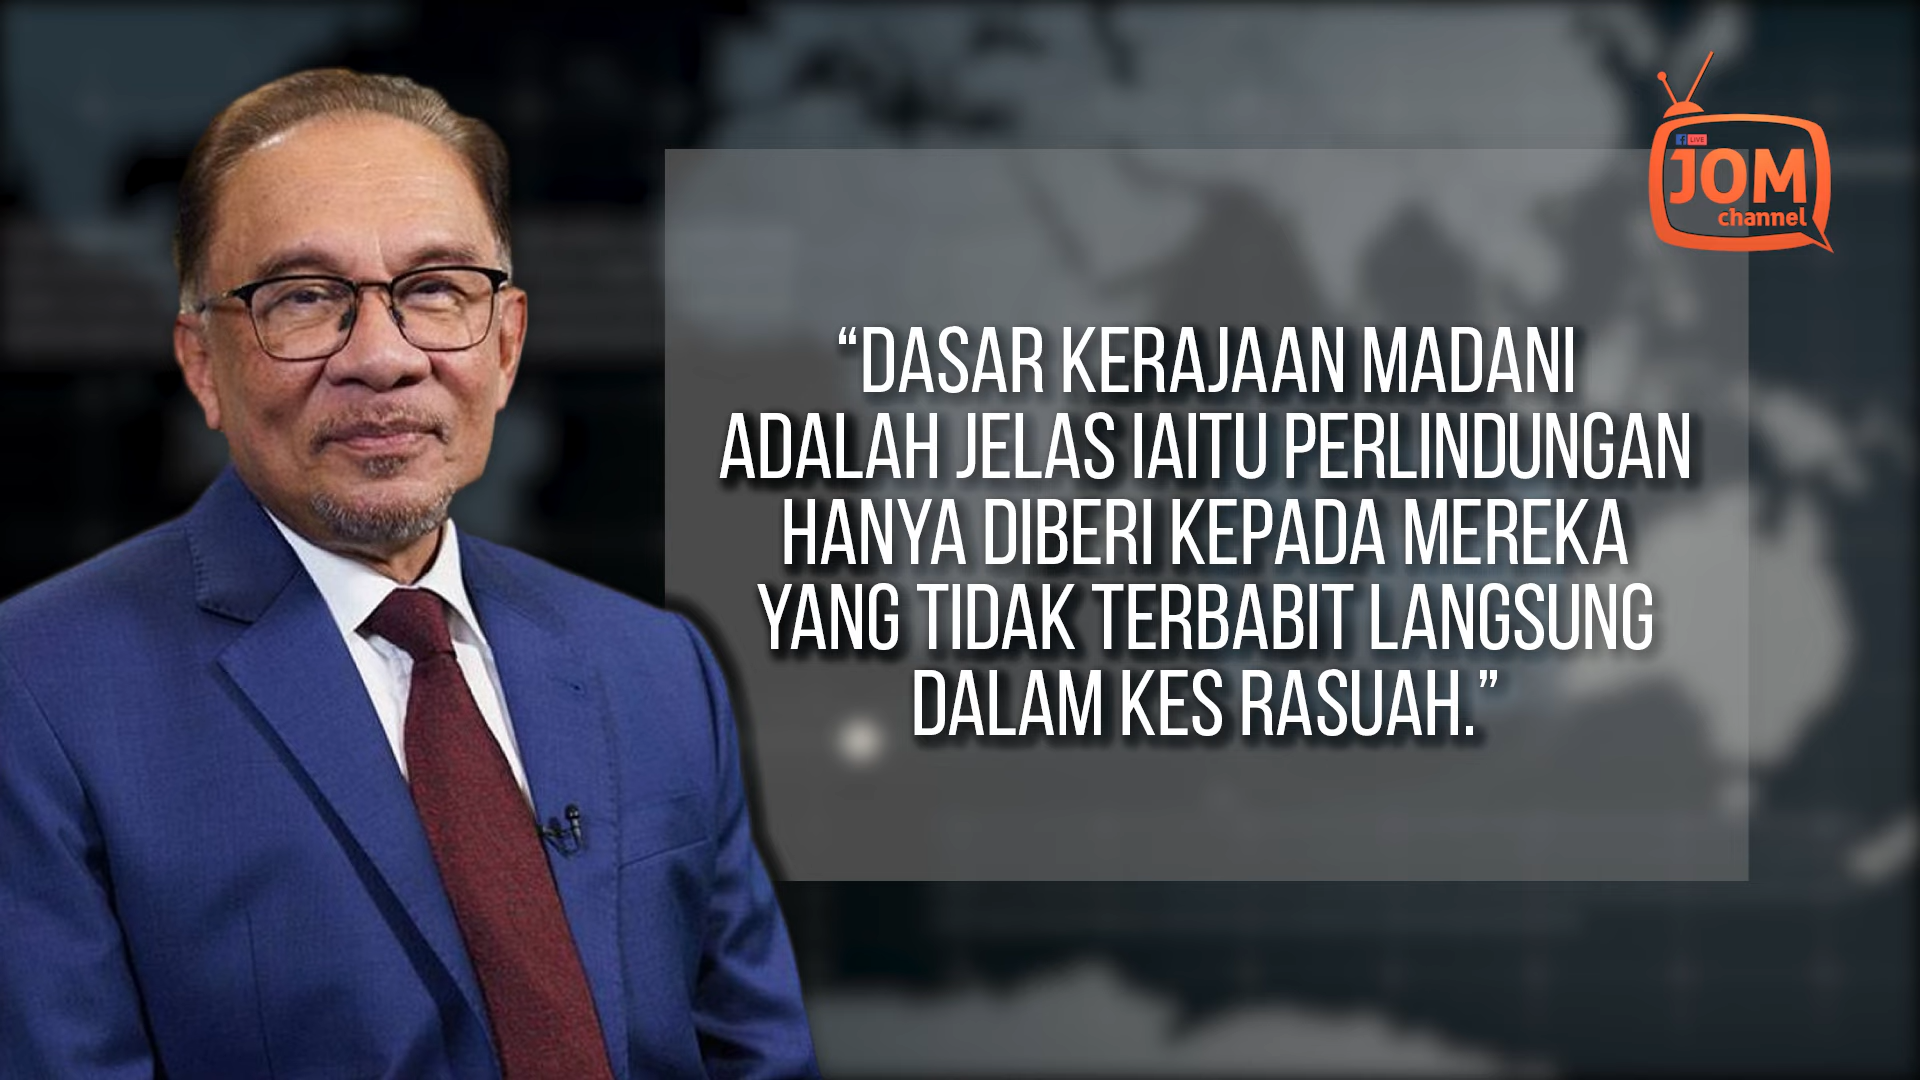 LIVE
JOM
channel
“DASAR KERAJAAN MADANI
ADALAH JELAS IAITU PERLINDUNGAN
HANYA DIBERI KEPADA MEREKA
YANG TIDAK TERBABIT LANGSUNG
DALAM KES RASUAH.”